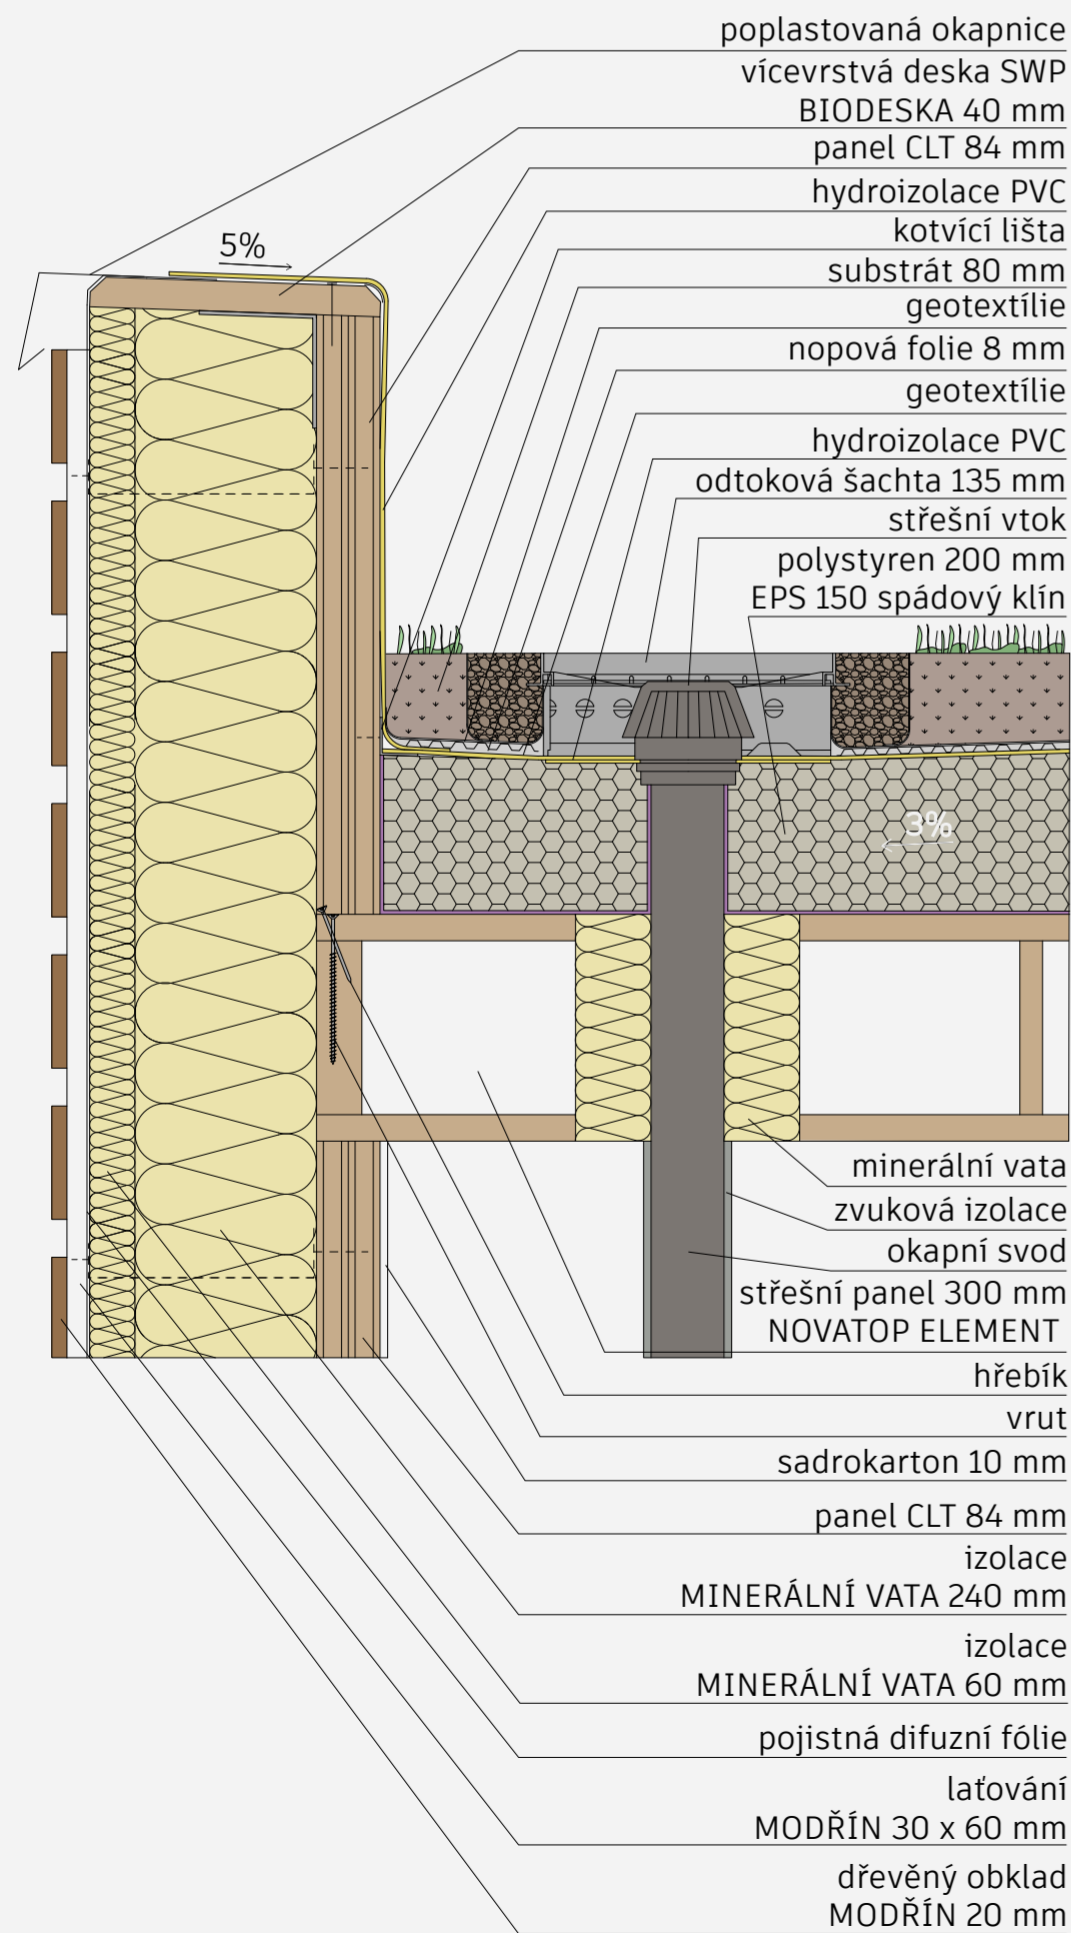 poplastovaná okapnice
vícevrstvá deska SWP
BIODESKA 40 mm
panel CLT 84 mm
hydroizolace PVC
kotvící lišta
substrát 80 mm
geotextílie
nopová folie 8 mm
geotextílie
hydroizolace PVC
odtoková šachta 135 mm
střešní vtok
polystyren 200 mm
EPS 150 spádový klín
5%
3%
minerální vata
zvuková izolace
okapní svod
střešní panel 300 mm
NOVATOP ELEMENT
hřebík
vrut
sadrokarton 10 mm
panel CLT 84 mm
izolace
MINERÁLNÍ VATA 240 mm
izolace
MINERÁLNÍ VATA 60 mm
pojistná difuzní fólie
laťování
MODŘÍN 30 x 60 mm
dřevěný obklad
MODŘÍN 20 mm